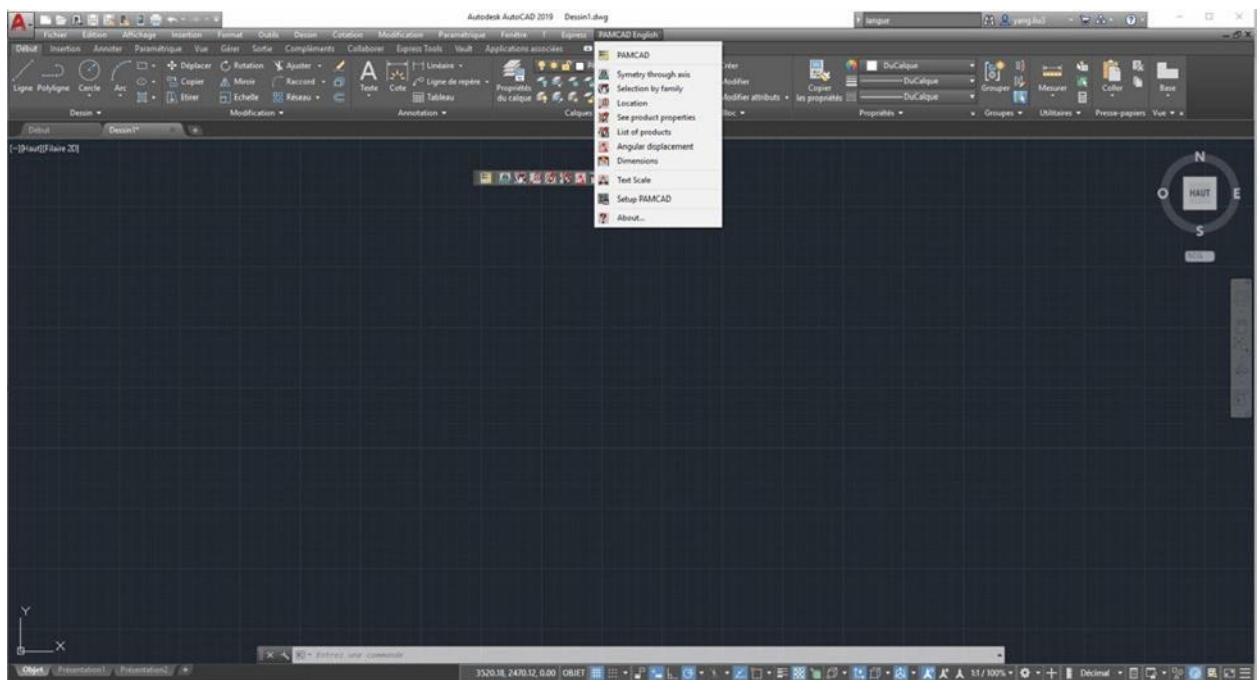 Autodesk AutoCAD 2019 Dessin1.dwg
Fichier Edition Affichage Insertion Format Outils Dessin Cotation Modification Paramétrique Fenêtre ? Express PAMCAD English
Début Insertion Annoter Paramétrique Vue Gérer Sortie Compléments Collaborer Express Tools Vault Applications associées
Déplacer Rotation Ajuster Linéaire
Copier Miroir Raccord Ligne de repère
Etirer Echelle Réseau Tableau
Ligne Polyligne Cercle Arc Texte Cote Propriétés du calque
Dessin Modification Annotation Calques
PAMCAD
Symetry through axis
Selection by family
Location
See product properties
List of products
Angular displacement
Dimensions
Text Scale
Setup PAMCAD
About...
Modifier attributs
Copier les propriétés
DuCalque
DuCalque
DuCalque
Grouper Mesurer Coller Base
Propriétés Groupes Utilitaires Presse-papiers Vue
Début Dessin1*
[-][Haut][Filaire 2D]
N
O HAUT E
S
Y
X
Entrez une commande
Objet Présentation1 Présentation2
3520.18, 2470.12, 0.00 OBJET 1:1 / 100% Décimal